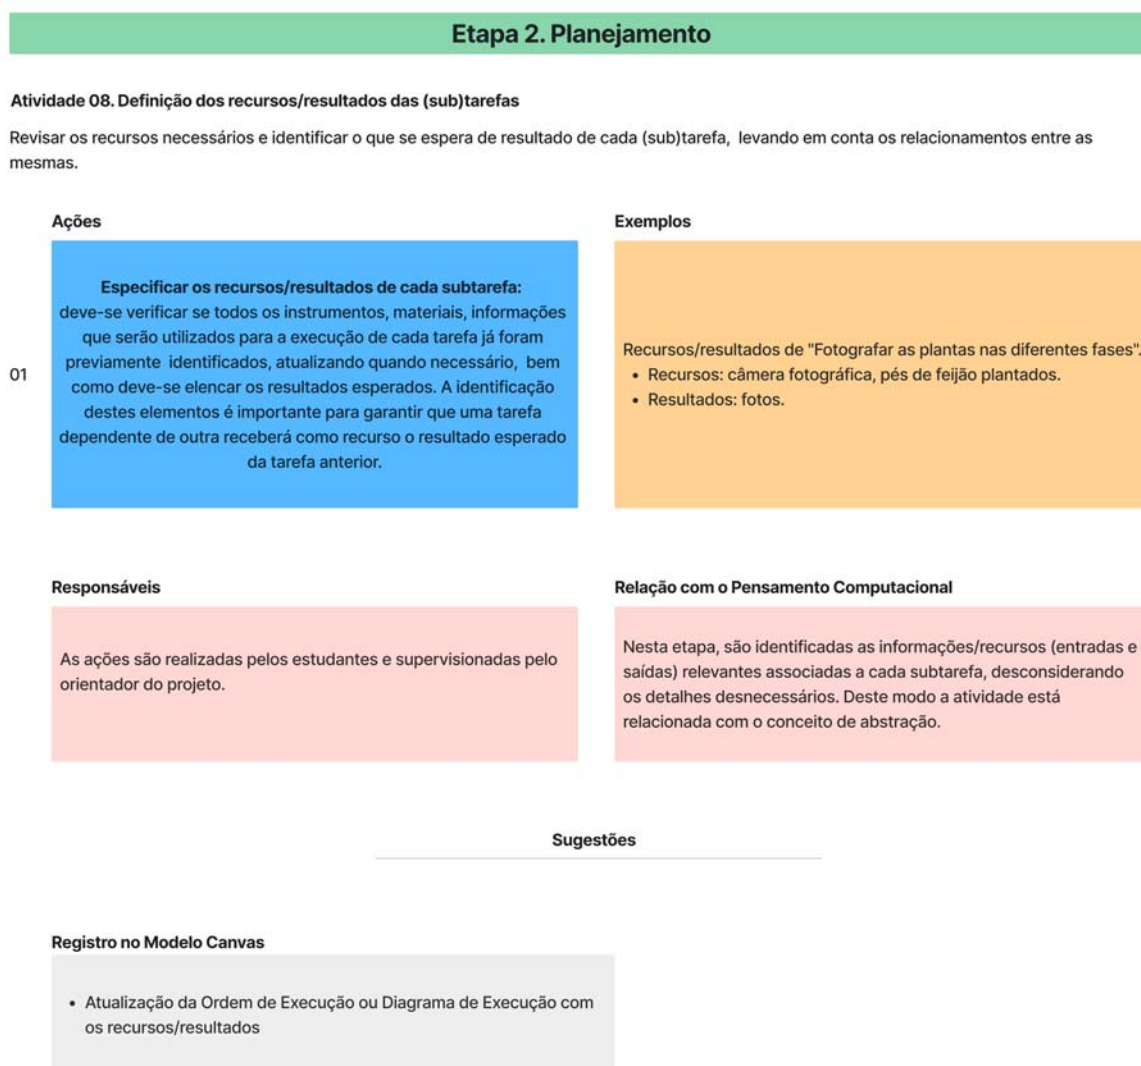 Etapa 2. Planejamento
Atividade 08. Definição dos recursos/resultados das (sub)tarefas
Revisar os recursos necessários e identificar o que se espera de resultado de cada (sub)tarefa, levando em conta os relacionamentos entre as
mesmas.
Ações
01
Especificar os recursos/resultados de cada subtarefa:
deve-se verificar se todos os instrumentos, materiais, informações
que serão utilizados para a execução de cada tarefa já foram
previamente identificados, atualizando quando necessário, bem
como deve-se elencar os resultados esperados. A identificação
destes elementos é importante para garantir que uma tarefa
dependente de outra receberá como recurso o resultado esperado
da tarefa anterior.
Exemplos
Recursos/resultados de "Fotografar as plantas nas diferentes fases".
• Recursos: câmera fotográfica, pés de feijão plantados.
• Resultados: fotos.
Responsáveis
As ações são realizadas pelos estudantes e supervisionadas pelo
orientador do projeto.
Relação com o Pensamento Computacional
Nesta etapa, são identificadas as informações/recursos (entradas e
saídas) relevantes associadas a cada subtarefa, desconsiderando
os detalhes desnecessários. Deste modo a atividade está
relacionada com o conceito de abstração.
Sugestões
Registro no Modelo Canvas
• Atualização da Ordem de Execução ou Diagrama de Execução com
os recursos/resultados